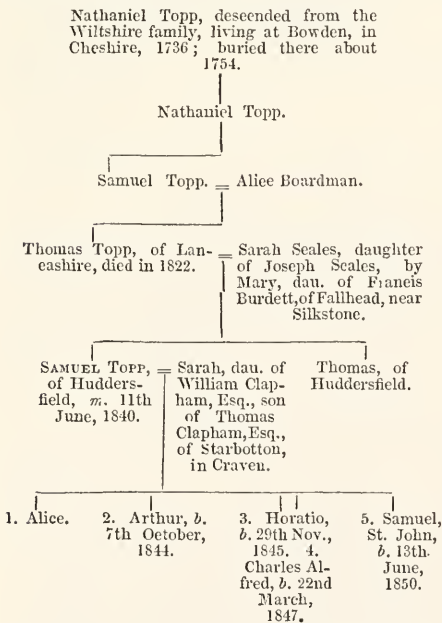 Nathaniel Topp, descended from the
Wiltshire family, living at Bowden, in
Cheshire, 1736; buried there about
1754.
Nathaniel Topp.
Samuel Topp. = Alice Boardman.
Thomas Topp, of Lan-
cashire, died in 1822.
= Sarah Seales, daughter
of Joseph Seales, by
Mary, dau. of Francis
Burdett, of Fallhead, near
Silkstone.
SAMUEL TOPP,
of Hudders-
field, m. 11th
June, 1840.
= Sarah, dau. of
William Clap-
ham, Esq., son
of Thomas
Clapham, Esq.,
of Starbotton,
in Craven.
Thomas, of
Huddersfield.
1. Alice.
2. Arthur, b.
7th October,
1844.
3. Horatio,
b. 29th Nov.,
1845. 4.
Charles Al-
fred, b. 22nd
March,
1847.
5. Samuel,
St. John,
b. 13th
June,
1850.